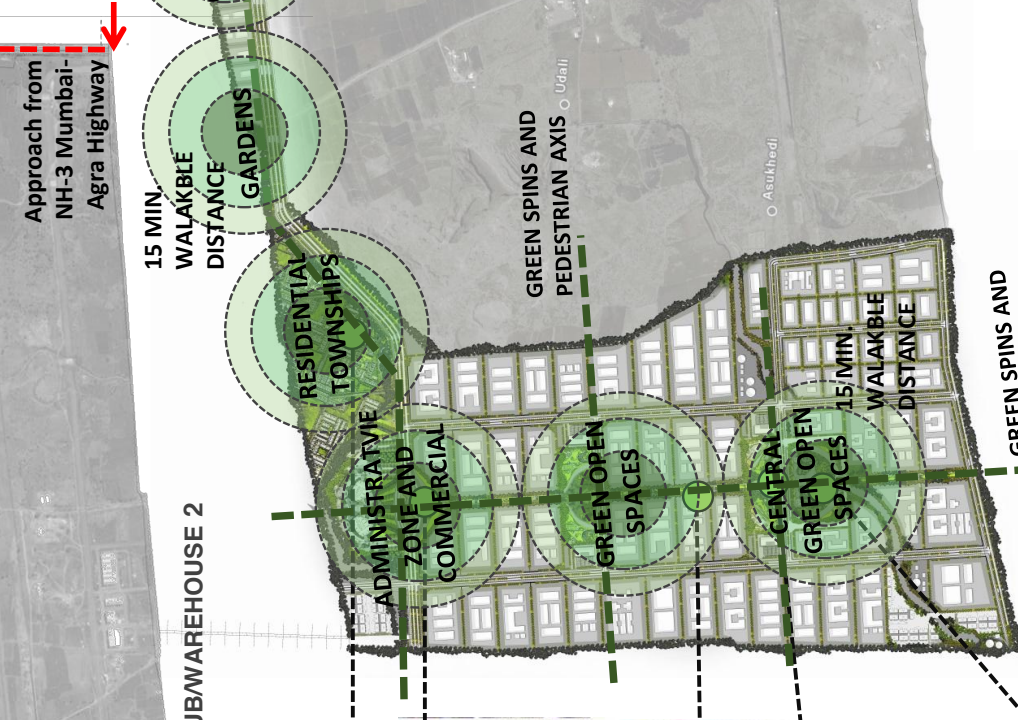 Approach from
NH-3 Mumbai-
Agra Highway
15 MIN.
WALAKBLE
DISTANCE
GARDENS
RESIDENTIAL
TOWNSHIPS
GREEN SPINS AND
PEDESTRIAN AXIS
Udali
Asukhedi
ADMINISTRATVIE
ZONE AND
COMMERCIAL
GREEN OPEN
SPACES
CENTRAL
GREEN OPEN
SPACES
15 MIN.
WALAKBLE
DISTANCE
GREEN SPINS AND
UB/WAREHOUSE 2